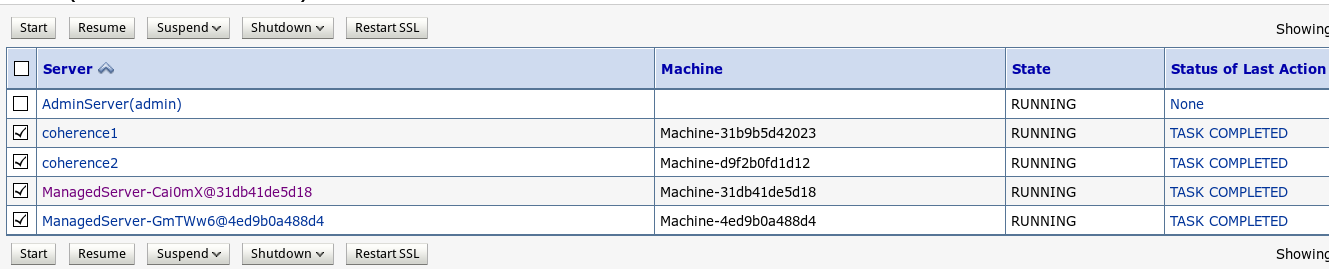 Start Resume Suspend Shutdown Restart SSL Showing
Server Machine State Status of Last Action
AdminServer(admin) RUNNING None
coherence1 Machine-31b9b5d42023 RUNNING TASK COMPLETED
coherence2 Machine-d9f2b0fd1d12 RUNNING TASK COMPLETED
ManagedServer-Cai0mX@31db41de5d18 Machine-31db41de5d18 RUNNING TASK COMPLETED
ManagedServer-GmTWw6@4ed9b0a488d4 Machine-4ed9b0a488d4 RUNNING TASK COMPLETED
Start Resume Suspend Shutdown Restart SSL Showing